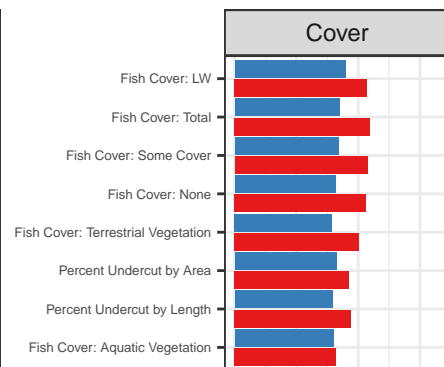 Cover
Fish Cover: LW
Fish Cover: Total
Fish Cover: Some Cover
Fish Cover: None
Fish Cover: Terrestrial Vegetation
Percent Undercut by Area
Percent Undercut by Length
Fish Cover: Aquatic Vegetation